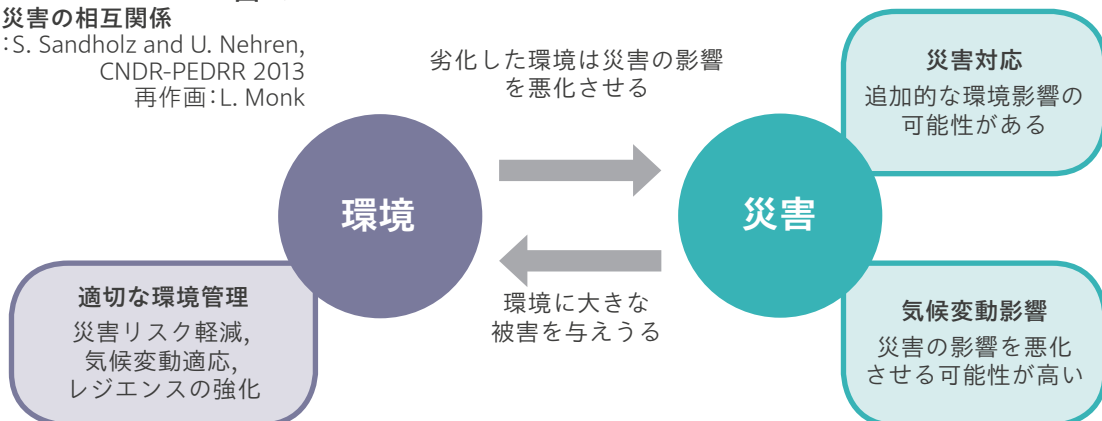 災害の相互関係
:S. Sandholz and U. Nehren,
CNDR-PEDRR 2013
再作画:L. Monk
劣化した環境は災害の影響
を悪化させる
災害対応
追加的な環境影響の
可能性がある
環境
災害
適切な環境管理
災害リスク軽減,
気候変動適応,
レジエンスの強化
環境に大きな
被害を与えうる
気候変動影響
災害の影響を悪化
させる可能性が高い